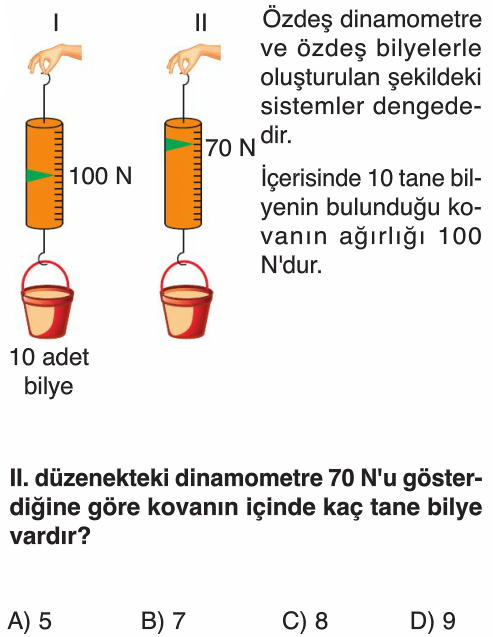 I
II
100 N
70 N
10 adet
bilye
Özdeş dinamometre
ve özdeş bilyelerle
oluşturulan şekildeki
sistemler dengede-
dir.
İçerisinde 10 tane bil-
yenin bulunduğu ko-
vanın ağırlığı 100
N'dur.
II. düzenekteki dinamometre 70 N'u göster-
diğine göre kovanın içinde kaç tane bilye
vardır?
A) 5 B) 7 C) 8 D) 9